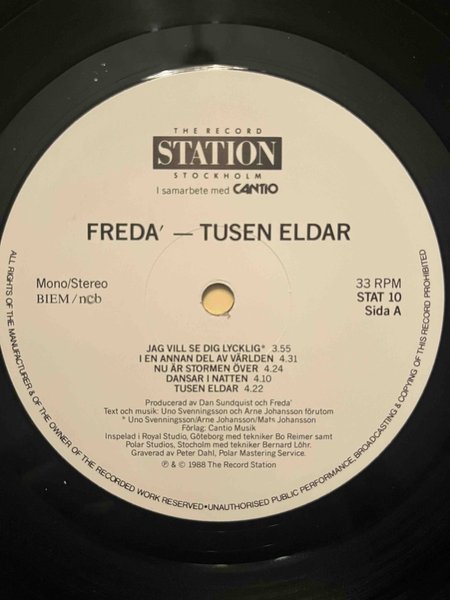 THE RECORD
STATION
STOCKHOLM
I samarbete med CANTIO
FREDA' — TUSEN ELDAR
Mono/Stereo
BIEM/ncb
33 RPM
STAT 10
Sida A
JAG VILL SE DIG LYCKLIG* 3.55
I EN ANNAN DEL AV VÄRLDEN 4.31
NU ÄR STORMEN ÖVER 4.24
DANSAR I NATTEN 4.10
TUSEN ELDAR 4.22
Producerad av Dan Sundquist och Freda'
Text och musik: Uno Svenningsson och Arne Johansson förutom
* Uno Svenningsson/Arne Johansson/Mats Johansson
Förlag: Cantio Musik
Inspelad i Royal Studio, Göteborg med tekniker Bo Reimer samt
Polar Studios, Stockholm med tekniker Bernard Löhr.
Graverad av Peter Dahl, Polar Mastering Service.
℗ & © 1988 The Record Station
ALL RIGHTS OF THE MANUFACTURER & OF THE OWNER OF THE RECORDED WORK RESERVED•UNAUTHORISED PUBLIC PERFORMANCE, BROADCASTING & COPYING OF THIS RECORD PROHIBITED